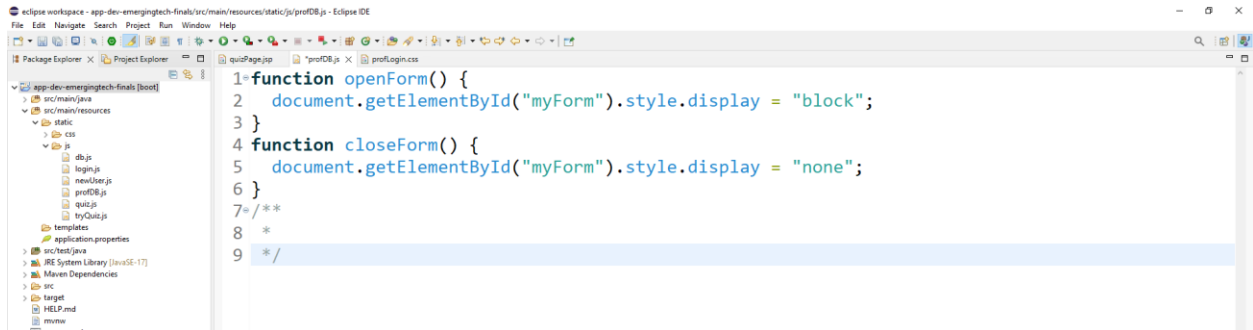 eclipse workspace - app-dev-emergingtech-finals/src/main/resources/static/js/profDB.js - Eclipse IDE
File Edit Navigate Search Project Run Window Help
Package Explorer Project Explorer
quizPage.jsp *profDB.js profLogin.css
app-dev-emergingtech-finals [boot]
src/main/java
src/main/resources
static
css
js
db.js
login.js
newUser.js
profDB.js
quiz.js
tryQuiz.js
templates
application.properties
src/test/java
JRE System Library [JavaSE-17]
Maven Dependencies
src
target
HELP.md
mvnw
1 function openForm() {
2 document.getElementById("myForm").style.display = "block";
3 }
4 function closeForm() {
5 document.getElementById("myForm").style.display = "none";
6 }
7 /**
8 *
9 */